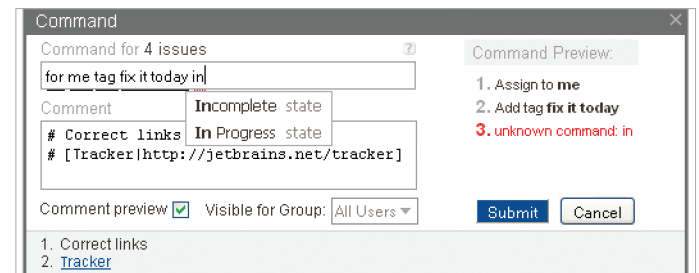 Command
Command for 4 issues
?
for me tag fix it today in
Incomplete state
In Progress state
Comment
# Correct links
# [Tracker|http://jetbrains.net/tracker]
Comment preview
Visible for Group: All Users
Command Preview:
1. Assign to me
2. Add tag fix it today
3. unknown command: in
Submit
Cancel
1. Correct links
2. Tracker